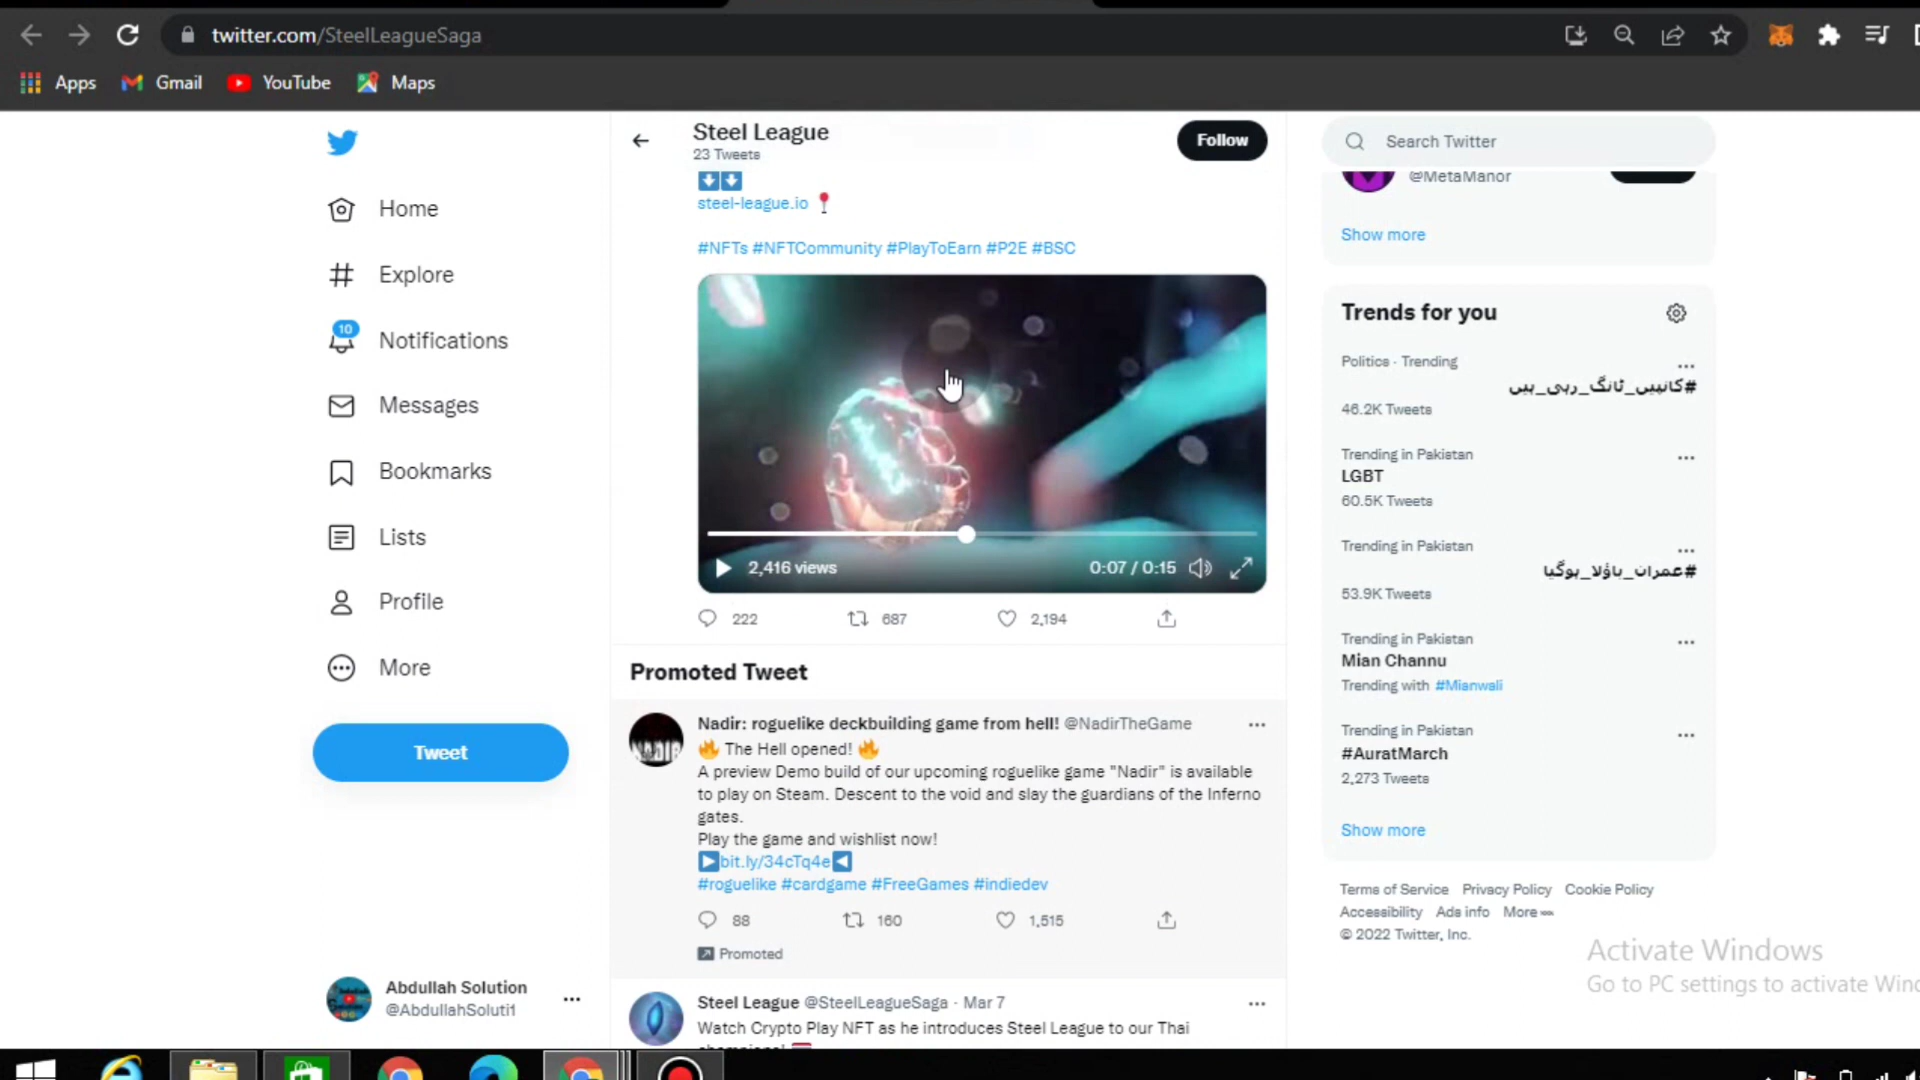 twitter.com/SteelLeagueSaga
Apps
Gmail
YouTube
Maps
Home
Explore
10
Notifications
Messages
Bookmarks
Lists
Profile
More
Tweet
Abdullah Solution
@AbdullahSoluti1
Steel League
23 Tweets
Follow
steel-league.io
#NFTs #NFTCommunity #PlayToEarn #P2E #BSC
2,416 views
0:07 / 0:15
222
687
2,194
Promoted Tweet
NADIR
Nadir: roguelike deckbuilding game from hell! @NadirTheGame
The Hell opened!
A preview Demo build of our upcoming roguelike game "Nadir" is available
to play on Steam. Descent to the void and slay the guardians of the Inferno
gates.
Play the game and wishlist now!
bit.ly/34cTq4e
#roguelike #cardgame #FreeGames #indiedev
88
160
1,515
Promoted
Steel League @SteelLeagueSaga · Mar 7
Watch Crypto Play NFT as he introduces Steel League to our Thai
Search Twitter
@MetaManor
Show more
Trends for you
Politics · Trending
#کانپیں_ٹانگ_رہی_ہیں
46.2K Tweets
Trending in Pakistan
LGBT
60.5K Tweets
Trending in Pakistan
#عمران_باؤلا_ہوگیا
53.9K Tweets
Trending in Pakistan
Mian Channu
Trending with #Mianwali
Trending in Pakistan
#AuratMarch
2,273 Tweets
Show more
Terms of Service Privacy Policy Cookie Policy
Accessibility Ads info More
© 2022 Twitter, Inc.
Activate Windows
Go to PC settings to activate Winc